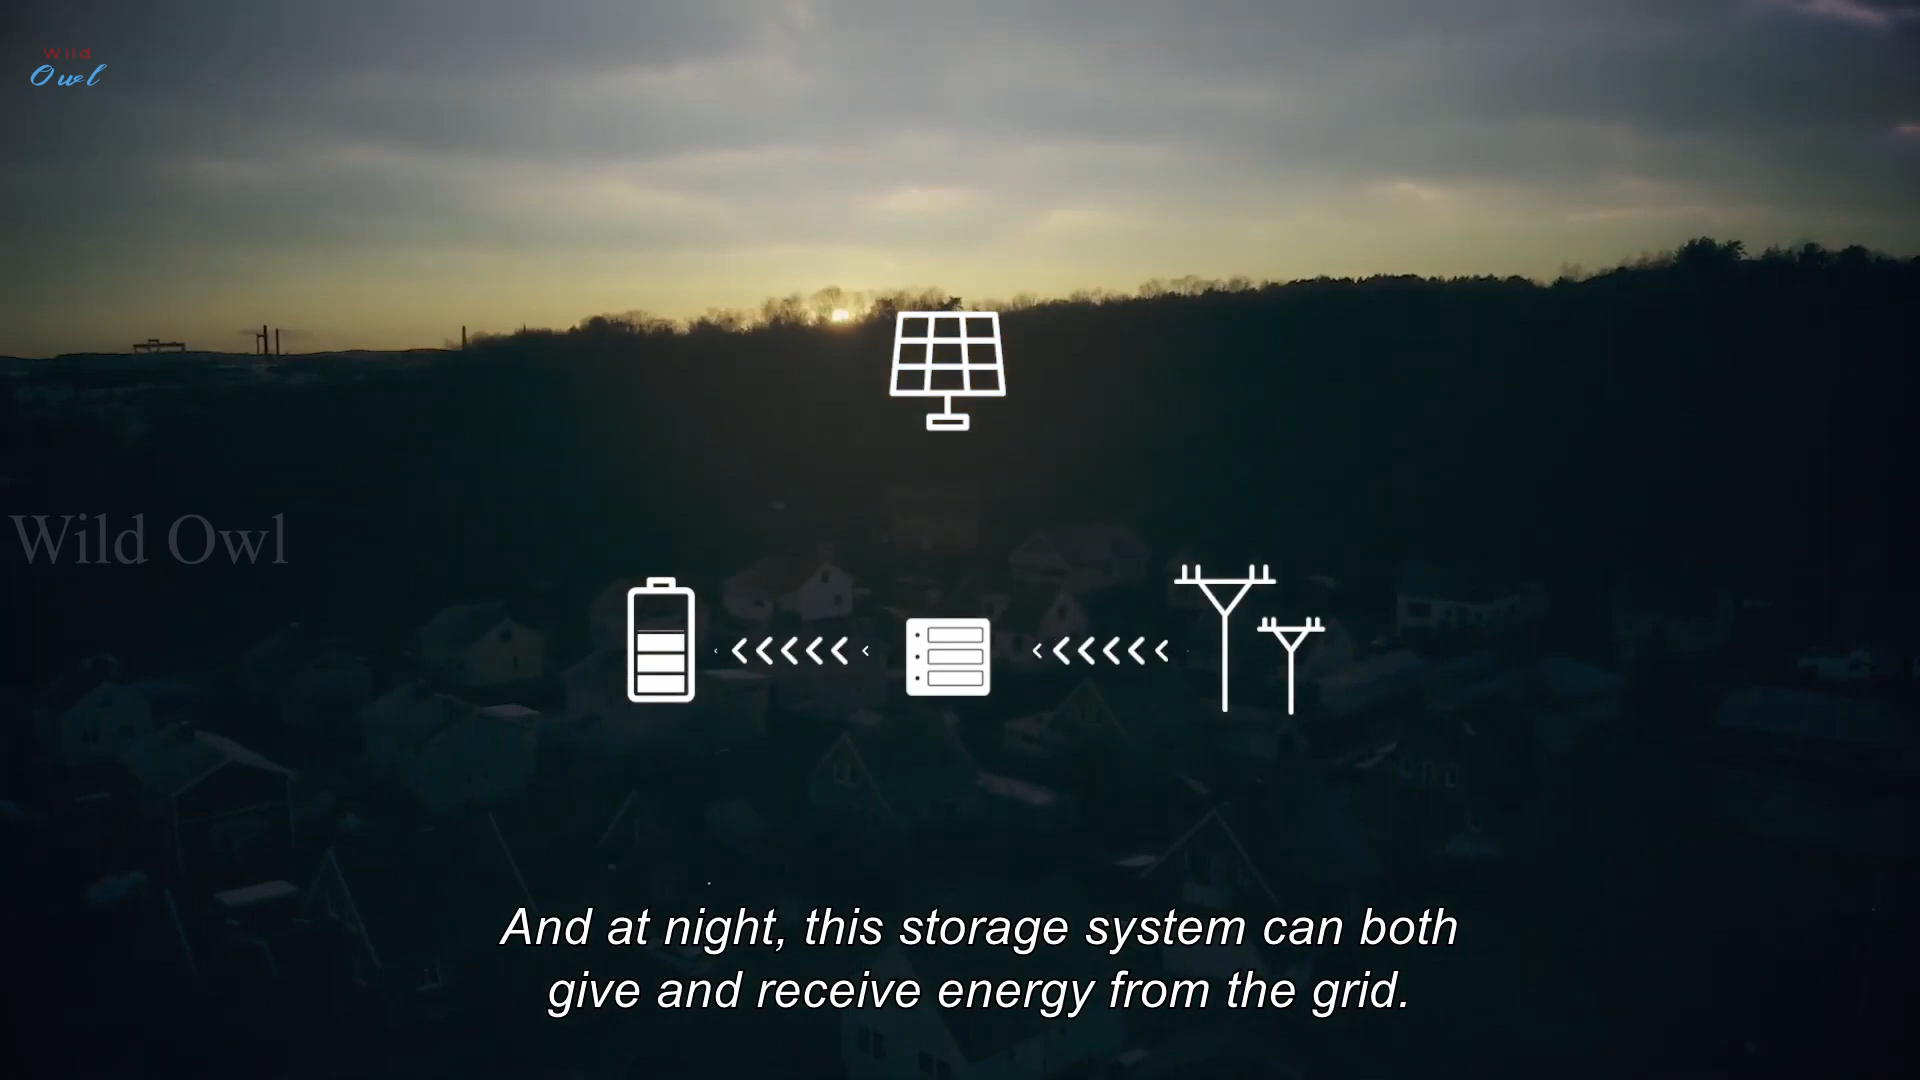 Wild
Owl
Wild Owl
And at night, this storage system can both
give and receive energy from the grid.